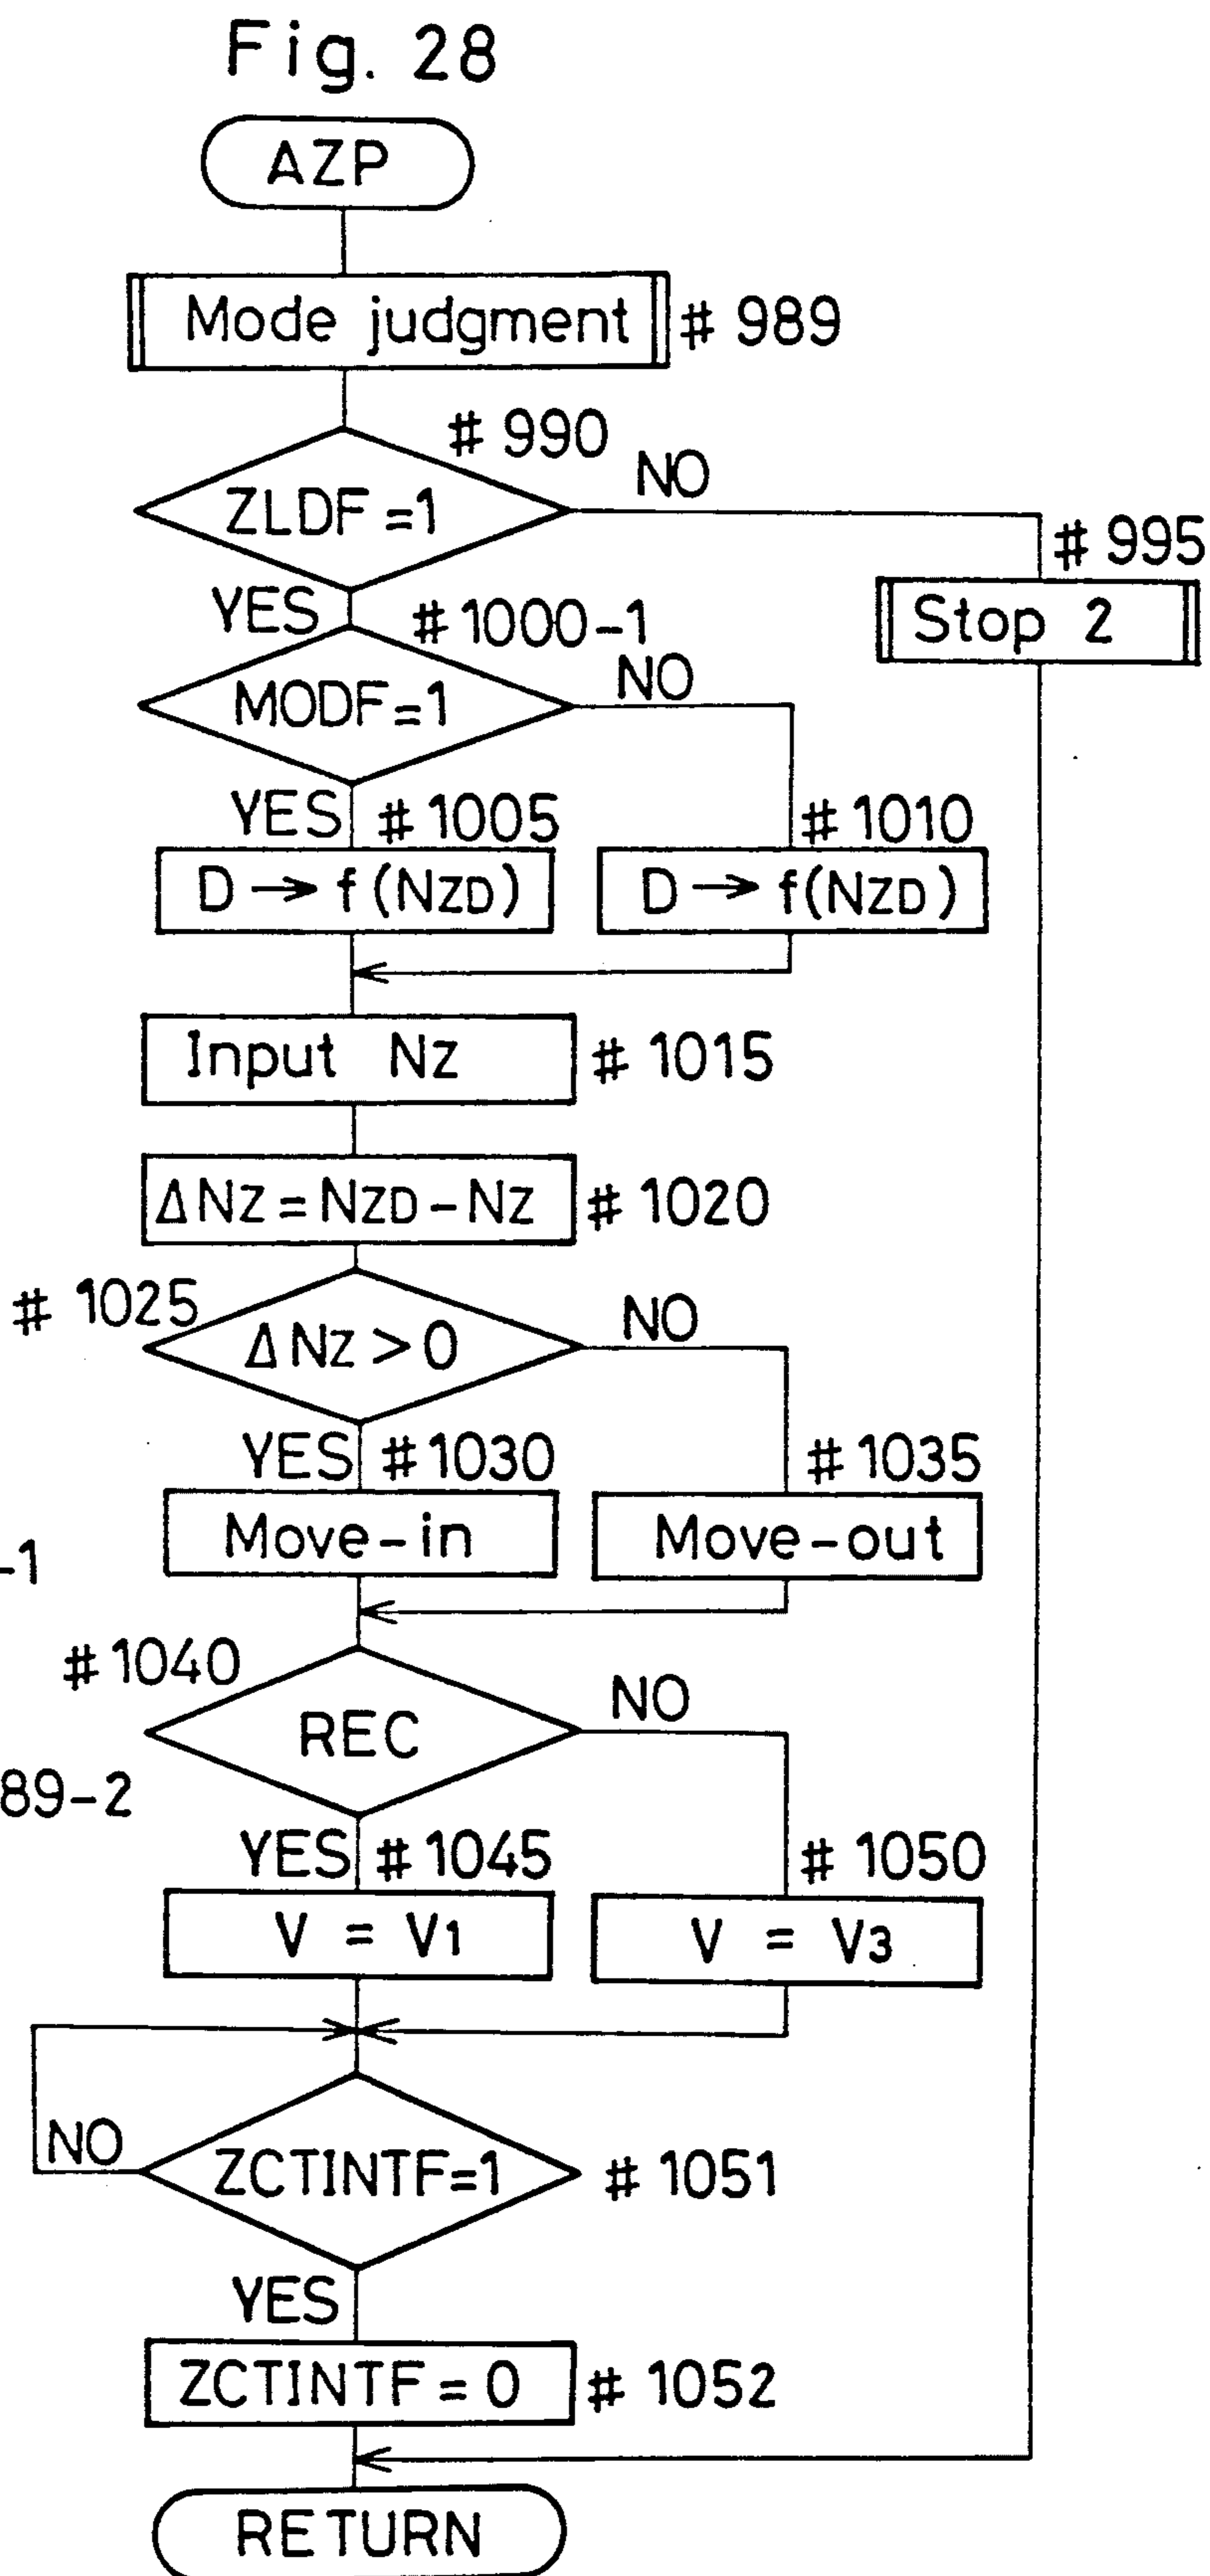 Fig. 28
AZP
Mode judgment # 989
# 990
ZLDF=1
NO
# 995
Stop 2
YES
# 1000-1
MODF=1
NO
YES
# 1005
# 1010
D → f(NZD)
D → f(NZD)
Input NZ # 1015
ΔNZ = NZD - NZ # 1020
# 1025
ΔNZ > 0
NO
YES
# 1030
# 1035
Move-in
Move-out
-1
# 1040
REC
NO
89-2
YES
# 1045
# 1050
V = V1
V = V3
NO
ZCTINTF=1
# 1051
YES
ZCTINTF = 0 # 1052
RETURN